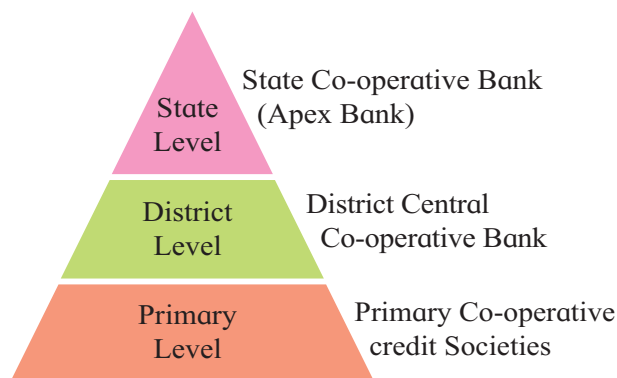 State
Level
State Co-operative Bank
(Apex Bank)
District
Level
District Central
Co-operative Bank
Primary
Level
Primary Co-operative
credit Societies